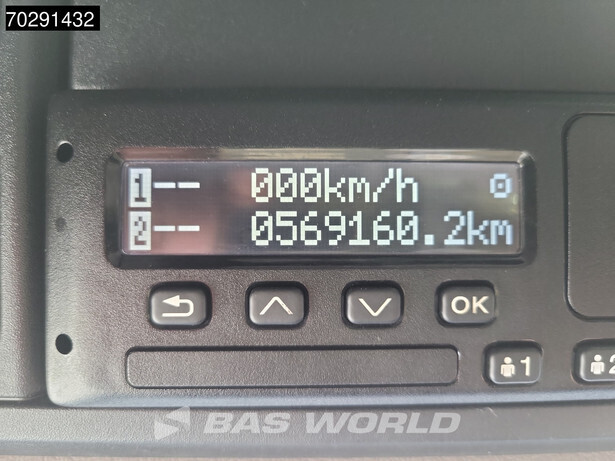 70291432
1 -- 000km/h
2 -- 0569160.2km
OK
1 2
BAS WORLD